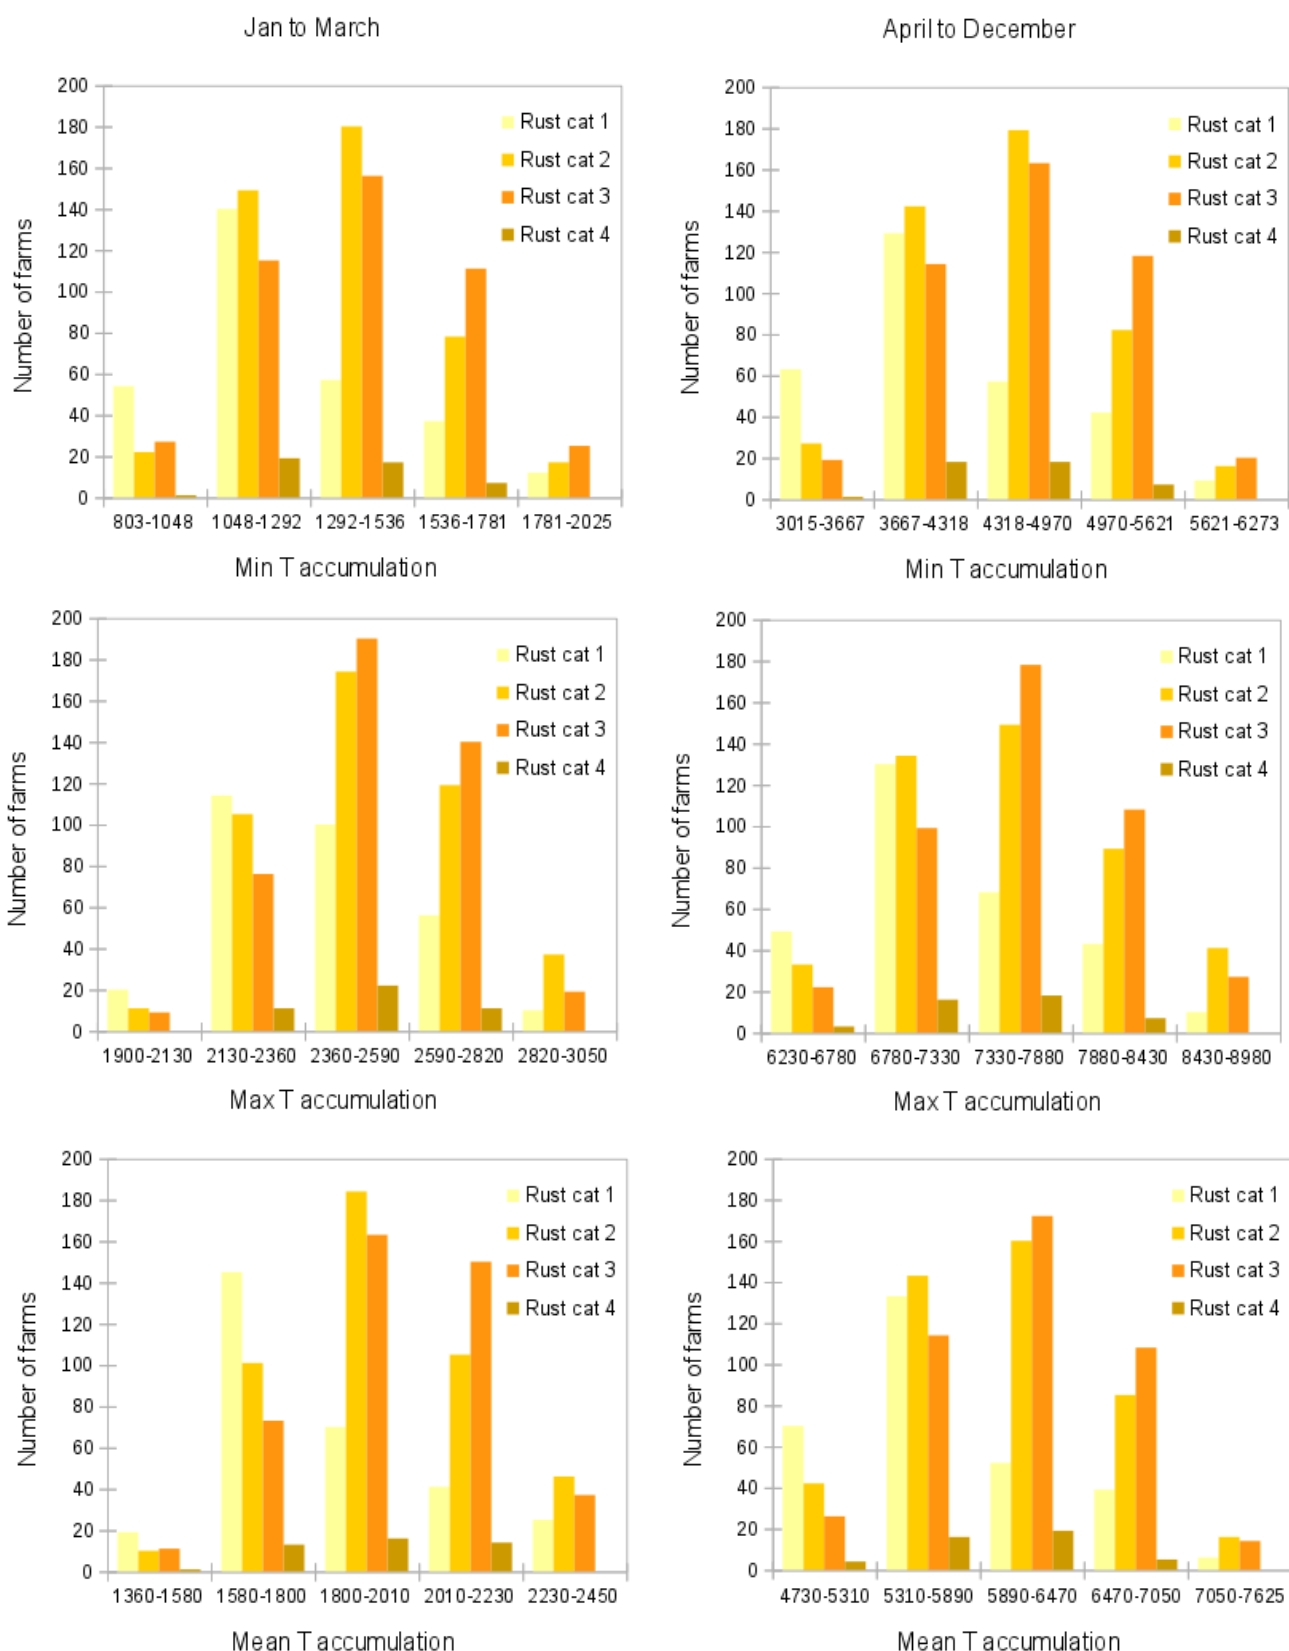 Jan to March
April to December
200
180
160
140
120
100
80
60
40
20
0
Number of farms
Rust cat 1
Rust cat 2
Rust cat 3
Rust cat 4
803-1048 1048-1292 1292-1536 1536-1781 1781-2025
Min T accumulation
200
180
160
140
120
100
80
60
40
20
0
Number of farms
Rust cat 1
Rust cat 2
Rust cat 3
Rust cat 4
3015-3667 3667-4318 4318-4970 4970-5621 5621-6273
Min T accumulation
200
180
160
140
120
100
80
60
40
20
0
Number of farms
Rust cat 1
Rust cat 2
Rust cat 3
Rust cat 4
1900-2130 2130-2360 2360-2590 2590-2820 2820-3050
Max T accumulation
200
180
160
140
120
100
80
60
40
20
0
Number of farms
Rust cat 1
Rust cat 2
Rust cat 3
Rust cat 4
6230-6780 6780-7330 7330-7880 7880-8430 8430-8980
Max T accumulation
200
180
160
140
120
100
80
60
40
20
0
Number of farms
Rust cat 1
Rust cat 2
Rust cat 3
Rust cat 4
1360-1580 1580-1800 1800-2010 2010-2230 2230-2450
Mean T accumulation
200
180
160
140
120
100
80
60
40
20
0
Number of farms
Rust cat 1
Rust cat 2
Rust cat 3
Rust cat 4
4730-5310 5310-5890 5890-6470 6470-7050 7050-7625
Mean T accumulation